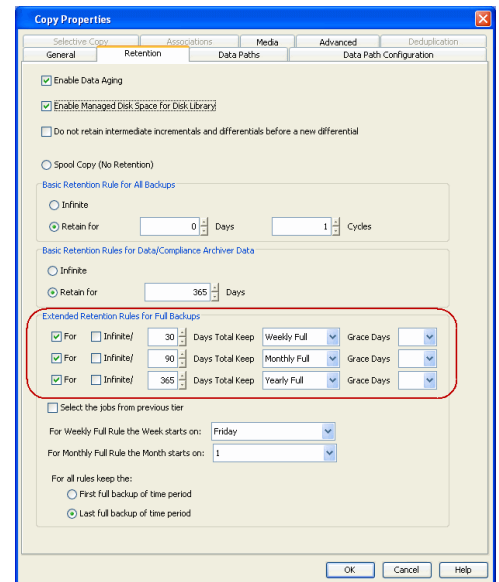 Copy Properties
Selective Copy Associations Media Advanced Deduplication
General Retention Data Paths Data Path Configuration
Enable Data Aging
Enable Managed Disk Space for Disk Library
Do not retain intermediate incrementals and differentials before a new differential
Spool Copy (No Retention)
Basic Retention Rule for All Backups
Infinite
Retain for 0 Days 1 Cycles
Basic Retention Rules for Data/Compliance Archiver Data
Infinite
Retain for 365 Days
Extended Retention Rules for Full Backups
For Infinite/ 30 Days Total Keep Weekly Full Grace Days
For Infinite/ 90 Days Total Keep Monthly Full Grace Days
For Infinite/ 365 Days Total Keep Yearly Full Grace Days
Select the jobs from previous tier
For Weekly Full Rule the Week starts on: Friday
For Monthly Full Rule the Month starts on: 1
For all rules keep the:
First full backup of time period
Last full backup of time period
OK Cancel Help